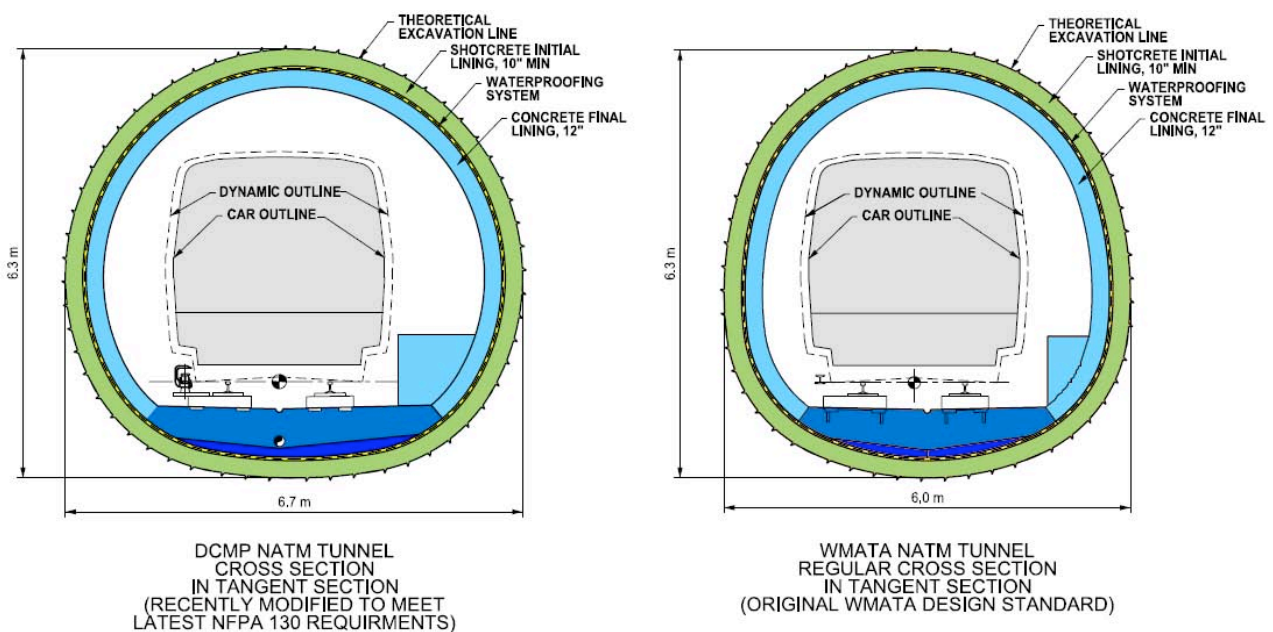 THEORETICAL
EXCAVATION LINE
SHOTCRETE INITIAL
LINING, 10" MIN
WATERPROOFING
SYSTEM
CONCRETE FINAL
LINING, 12"
DYNAMIC OUTLINE
CAR OUTLINE
6.3 m
6.7 m
DCMP NATM TUNNEL
CROSS SECTION
IN TANGENT SECTION
(RECENTLY MODIFIED TO MEET
LATEST NFPA 130 REQUIRMENTS)
THEORETICAL
EXCAVATION LINE
SHOTCRETE INITIAL
LINING, 10" MIN
WATERPROOFING
SYSTEM
CONCRETE FINAL
LINING, 12"
DYNAMIC OUTLINE
CAR OUTLINE
6.3 m
6,0 m
WMATA NATM TUNNEL
REGULAR CROSS SECTION
IN TANGENT SECTION
(ORIGINAL WMATA DESIGN STANDARD)